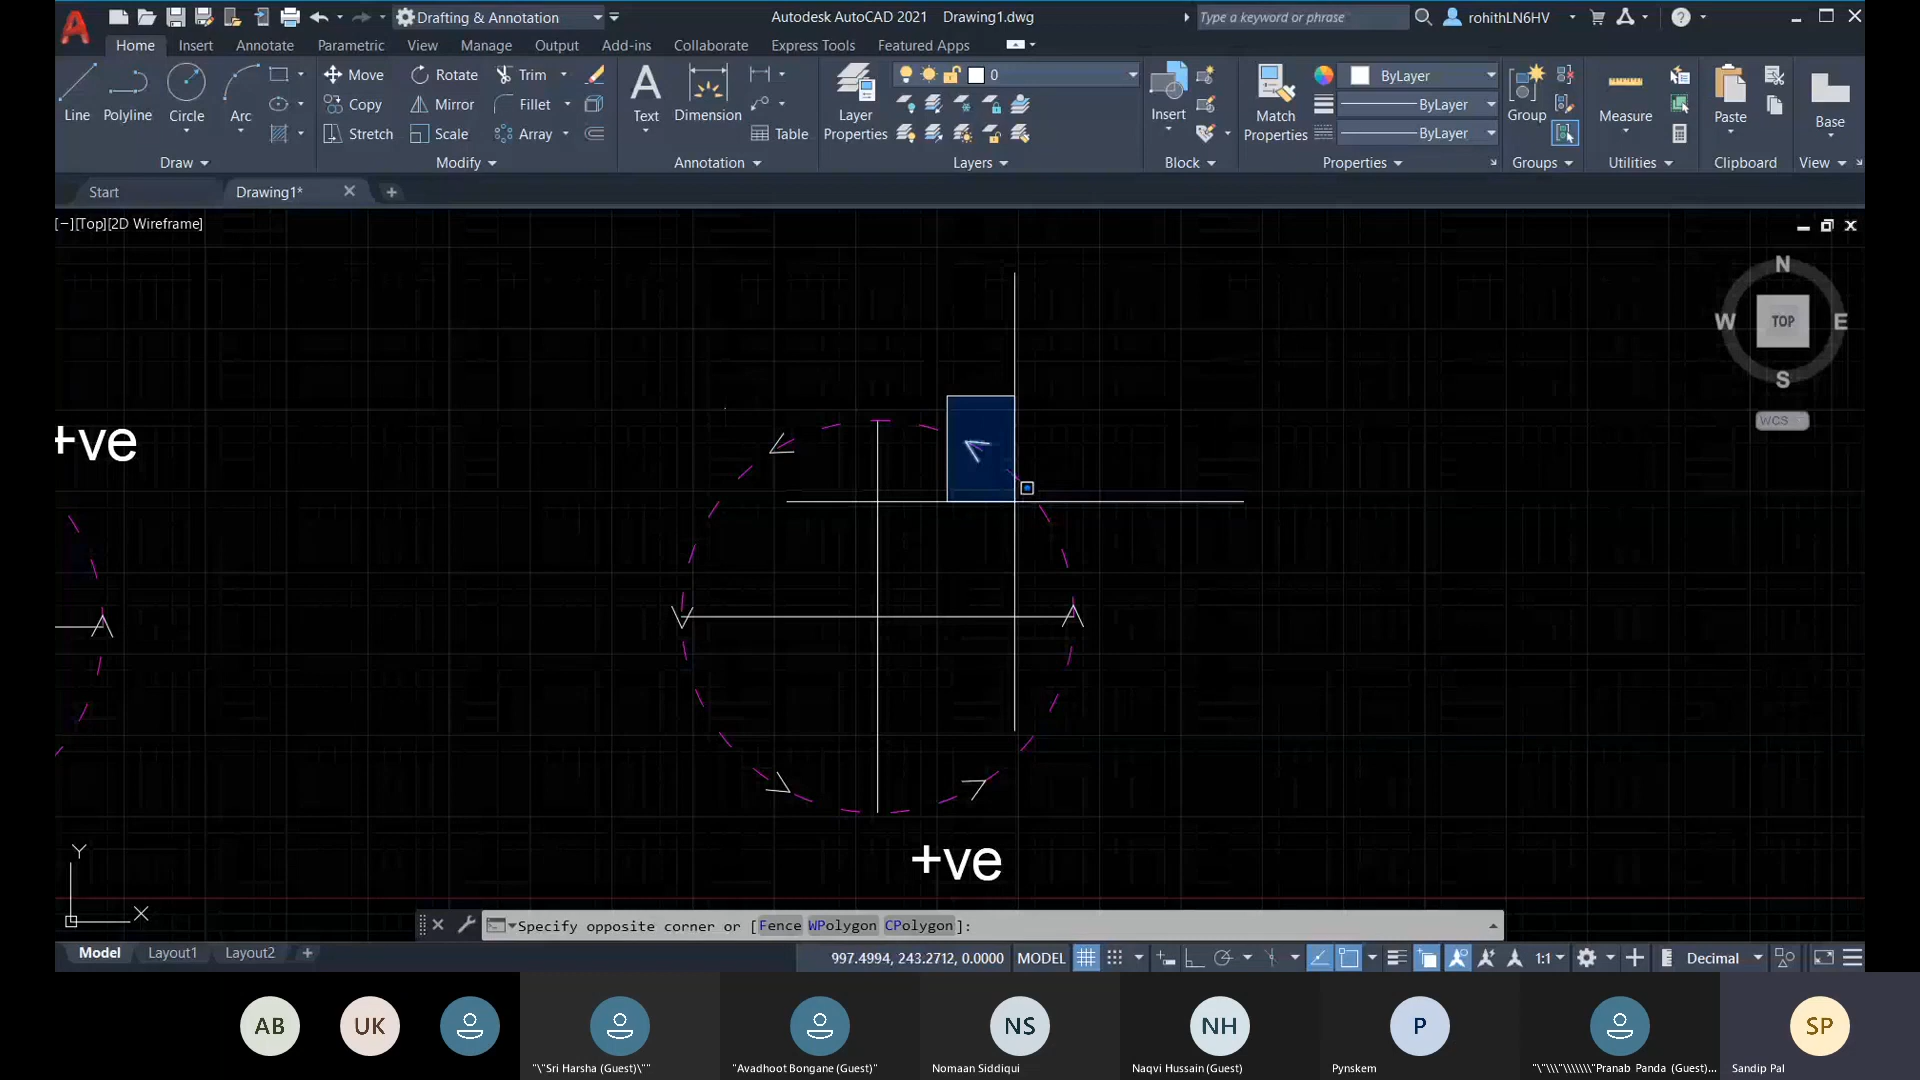 Drafting & Annotation
Autodesk AutoCAD 2021 Drawing1.dwg
Type a keyword or phrase
rohithLN6HV
Home Insert Annotate Parametric View Manage Output Add-ins Collaborate Express Tools Featured Apps
Line Polyline Circle Arc
Move Rotate Trim
Copy Mirror Fillet
Stretch Scale Array
Text Dimension Table
Layer Properties
0
Insert
Match Properties
ByLayer
ByLayer
ByLayer
Group Measure Paste Base
Draw Modify Annotation Layers Block Properties Groups Utilities Clipboard View
Start Drawing1*
[−][Top][2D Wireframe]
N
W TOP E
S
WCS
+ve
+ve
Y
X
Specify opposite corner or [Fence WPolygon CPolygon]:
Model Layout1 Layout2
997.4994, 243.2712, 0.0000 MODEL 1:1 Decimal
AB UK NS NH P SP
"\"Sri Harsha (Guest)\"" "Avadhoot Bongane (Guest)" Nomaan Siddiqui Naqvi Hussain (Guest) Pynskem "\"\\\"\\\\\\\"Pranab Panda (Guest)... Sandip Pal